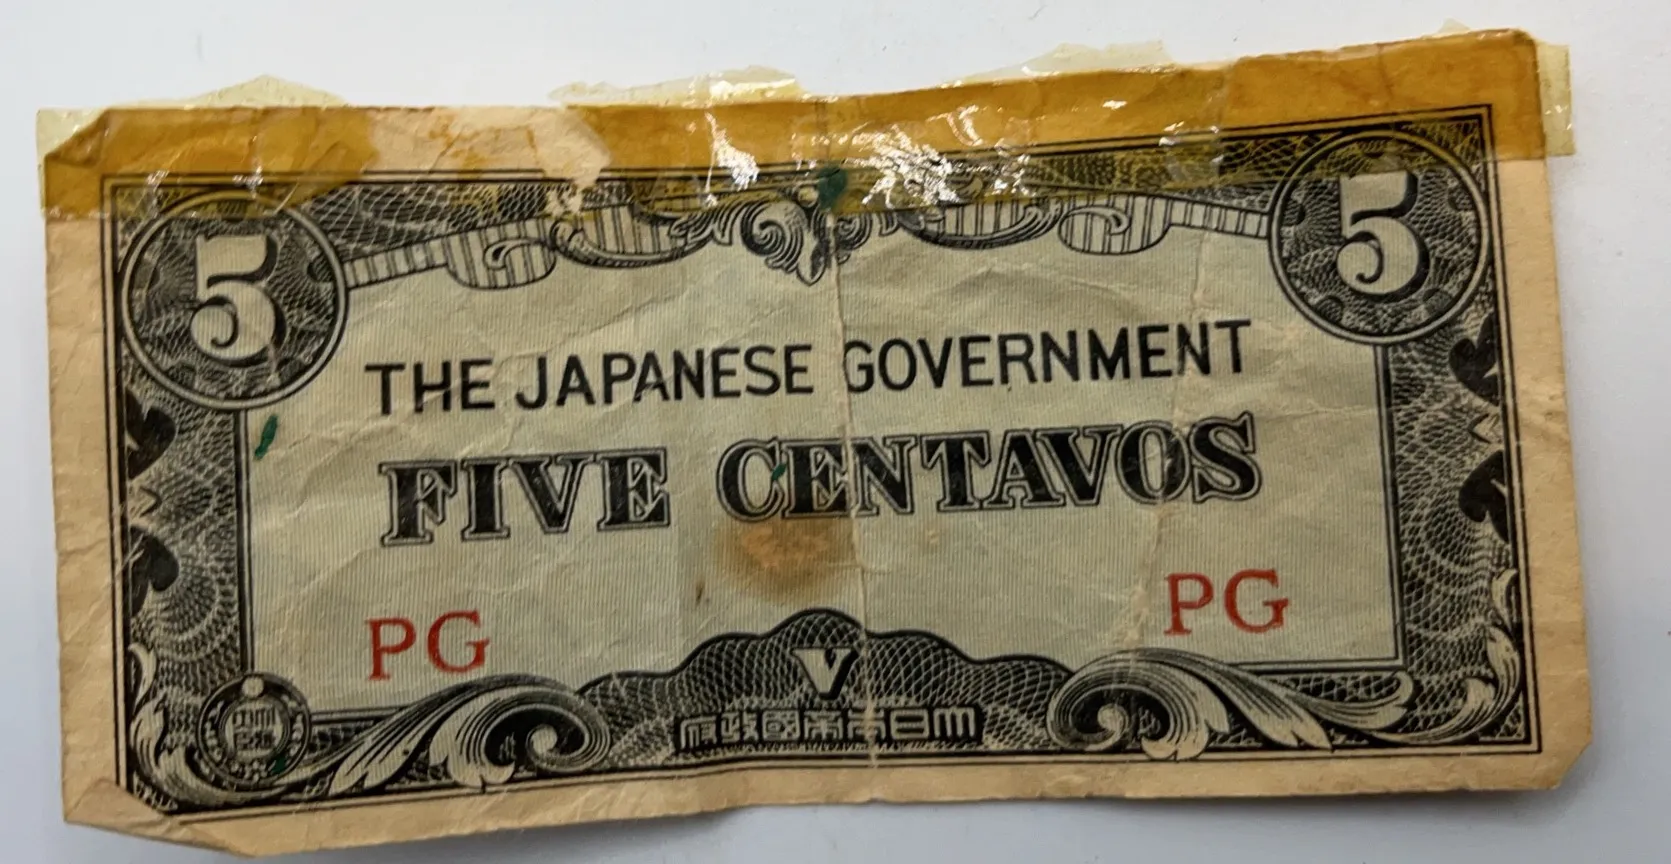 5 5
THE JAPANESE GOVERNMENT
FIVE CENTAVOS
PG PG
V
大日本帝國政府